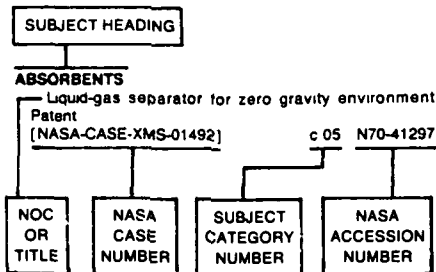 SUBJECT HEADING
ABSORBENTS
Liquid-gas separator for zero gravity environment
Patent
[NASA-CASE-XMS-01492] c 05 N70-41297
NOC
OR
TITLE
NASA
CASE
NUMBER
SUBJECT
CATEGORY
NUMBER
NASA
ACCESSION
NUMBER